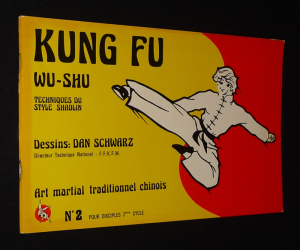 KUNG FU
WU-SHU
TECHNIQUES DU
STYLE SHAOLIN
Dessins: DAN SCHWARZ
Directeur Technique National - F.F.K.F.W.
Art martial traditionnel chinois
N°2 POUR DISCIPLES 2ème CYCLE